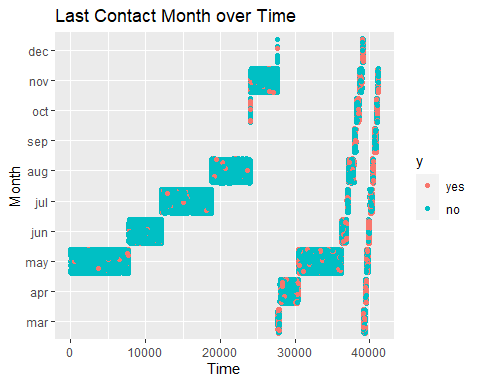 Last Contact Month over Time
dec
nov
oct
sep
aug
jul
jun
may
apr
mar
Month
0
10000
20000
30000
40000
Time
y
yes
no